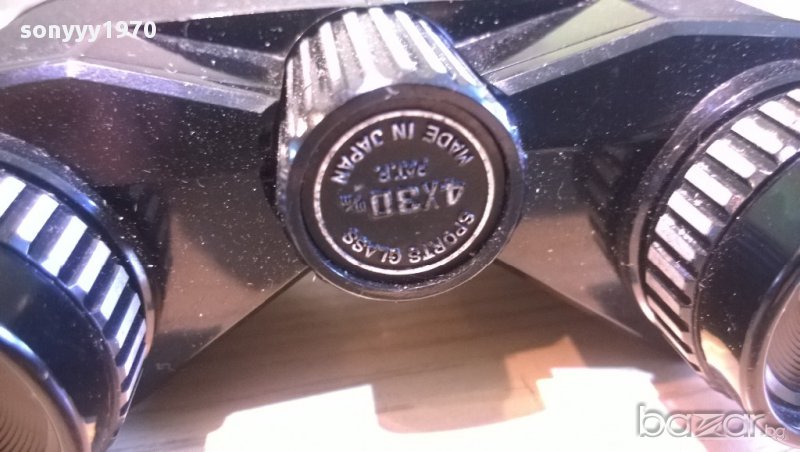 sonyyy1970
SPORTS GLASS
4X30 m/m
PAT.P.
MADE IN JAPAN
bazar.bg